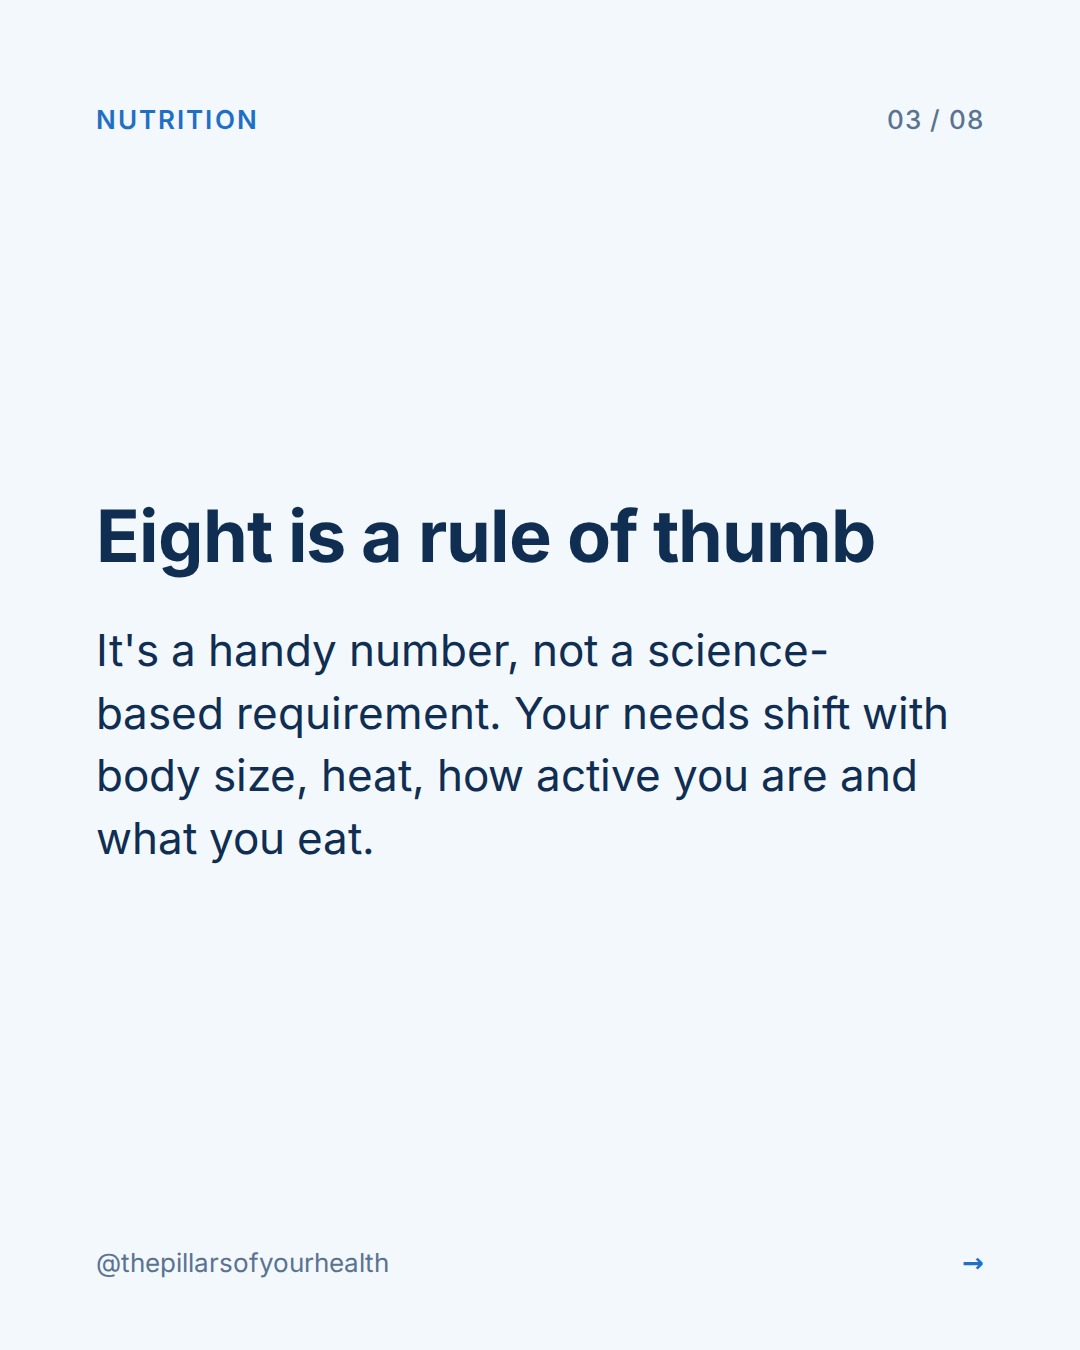 NUTRITION
03 / 08
Eight is a rule of thumb
It's a handy number, not a science-
based requirement. Your needs shift with
body size, heat, how active you are and
what you eat.
@thepillarsofyourhealth
→